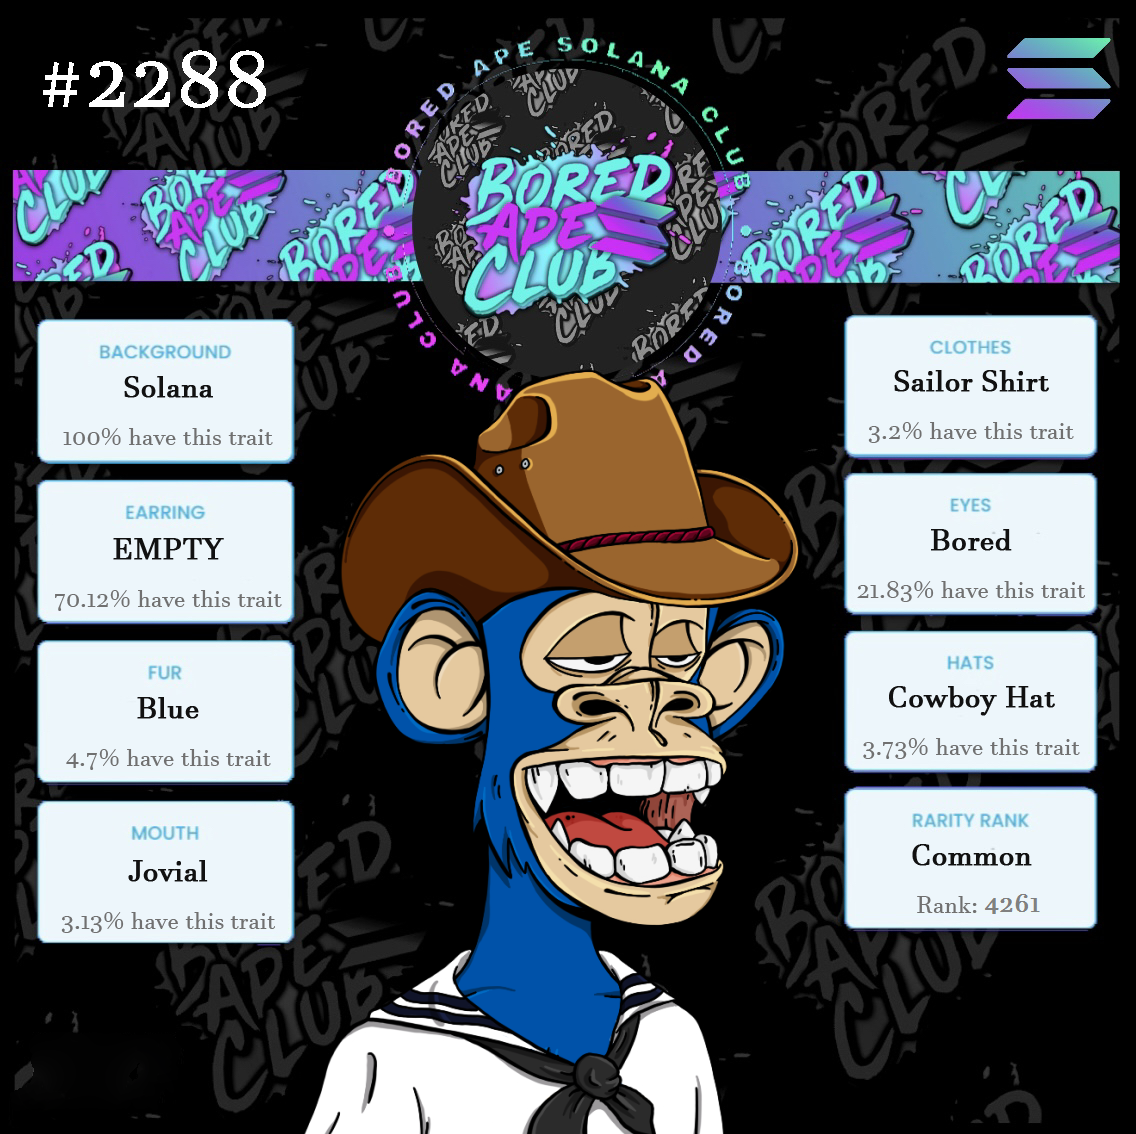 #2288
BORED APE SOLANA CLUB
BORED
APE
CLUB
BACKGROUND
Solana
100% have this trait
EARRING
EMPTY
70.12% have this trait
FUR
Blue
4.7% have this trait
MOUTH
Jovial
3.13% have this trait
CLOTHES
Sailor Shirt
3.2% have this trait
EYES
Bored
21.83% have this trait
HATS
Cowboy Hat
3.73% have this trait
RARITY RANK
Common
Rank: 4261